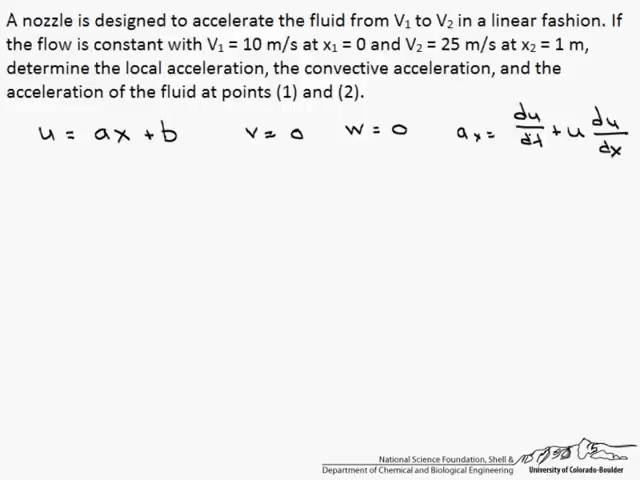 A nozzle is designed to accelerate the fluid from V₁ to V₂ in a linear fashion. If
the flow is constant with V₁ = 10 m/s at x₁ = 0 and V₂ = 25 m/s at x₂ = 1 m,
determine the local acceleration, the convective acceleration, and the
acceleration of the fluid at points (1) and (2).
u = ax + b v = 0 w = 0 aₓ = du/dt + u du/dx
National Science Foundation, Shell &
Department of Chemical and Biological Engineering
University of Colorado-Boulder